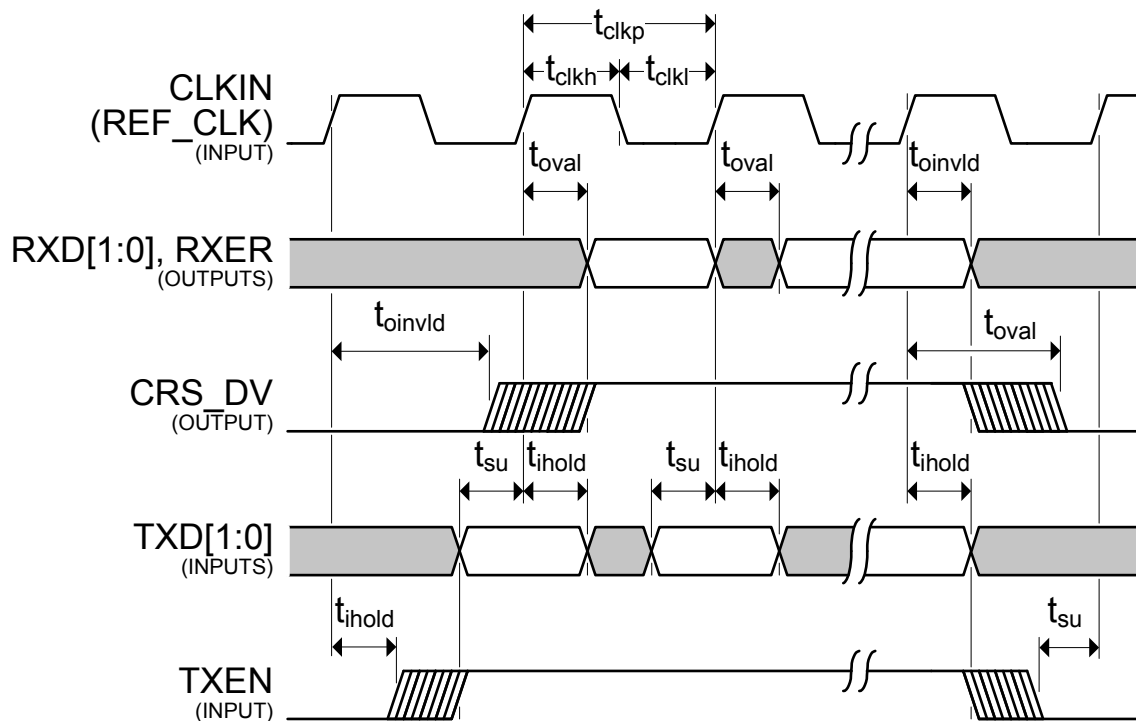 tclkp
tclkh tclkl
CLKIN
(REF_CLK)
(INPUT)
toval toval toinvld
RXD[1:0], RXER
(OUTPUTS)
toinvld toval
CRS_DV
(OUTPUT)
tsu tihold tsu tihold tihold
TXD[1:0]
(INPUTS)
tihold tsu
TXEN
(INPUT)